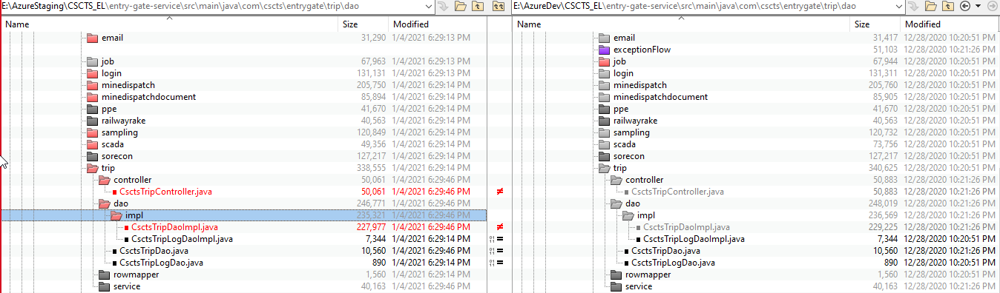 E:\AzureStaging\CSCTS_EL\entry-gate-service\src\main\java\com\cscts\entrygate\trip\dao E:\AzureDev\CSCTS_EL\entry-gate-service\src\main\java\com\cscts\entrygate\trip\dao
Name Size Modified Name Size Modified
email 31,290 1/4/2021 6:29:13 PM email 31,417 12/28/2020 10:20:51 PM
exceptionFlow 51,103 12/28/2020 10:21:26 PM
job 67,963 1/4/2021 6:29:13 PM job 67,944 12/28/2020 10:20:51 PM
login 131,131 1/4/2021 6:29:13 PM login 131,311 12/28/2020 10:20:51 PM
minedispatch 205,750 1/4/2021 6:29:14 PM minedispatch 205,760 12/28/2020 10:20:51 PM
minedispatchdocument 85,894 1/4/2021 6:29:14 PM minedispatchdocument 85,905 12/28/2020 10:20:51 PM
ppe 41,670 1/4/2021 6:29:14 PM ppe 41,670 12/28/2020 10:20:51 PM
railwayrake 40,563 1/4/2021 6:29:14 PM railwayrake 40,563 12/28/2020 10:20:51 PM
sampling 120,849 1/4/2021 6:29:14 PM sampling 120,732 12/28/2020 10:20:51 PM
scada 49,356 1/4/2021 6:29:14 PM scada 73,756 12/28/2020 10:20:51 PM
sorecon 127,217 1/4/2021 6:29:14 PM sorecon 127,217 12/28/2020 10:20:51 PM
trip 338,555 1/4/2021 6:29:14 PM trip 340,625 12/28/2020 10:20:51 PM
controller 50,061 1/4/2021 6:29:46 PM controller 50,883 12/28/2020 10:21:26 PM
CsctsTripController.java 50,061 1/4/2021 6:29:46 PM ≠ CsctsTripController.java 50,883 12/28/2020 10:21:26 PM
dao 246,771 1/4/2021 6:29:46 PM dao 248,019 12/28/2020 10:21:26 PM
impl 235,321 1/4/2021 6:29:46 PM impl 236,569 12/28/2020 10:21:26 PM
CsctsTripDaoImpl.java 227,977 1/4/2021 6:29:46 PM ≠ CsctsTripDaoImpl.java 229,225 12/28/2020 10:21:26 PM
CsctsTripLogDaoImpl.java 7,344 1/4/2021 6:29:14 PM = CsctsTripLogDaoImpl.java 7,344 12/28/2020 10:20:51 PM
CsctsTripDao.java 10,560 1/4/2021 6:29:46 PM = CsctsTripDao.java 10,560 12/28/2020 10:21:26 PM
CsctsTripLogDao.java 890 1/4/2021 6:29:14 PM = CsctsTripLogDao.java 890 12/28/2020 10:20:51 PM
rowmapper 1,560 1/4/2021 6:29:14 PM rowmapper 1,560 12/28/2020 10:20:51 PM
service 40,163 1/4/2021 6:29:46 PM service 40,163 12/28/2020 10:21:26 PM